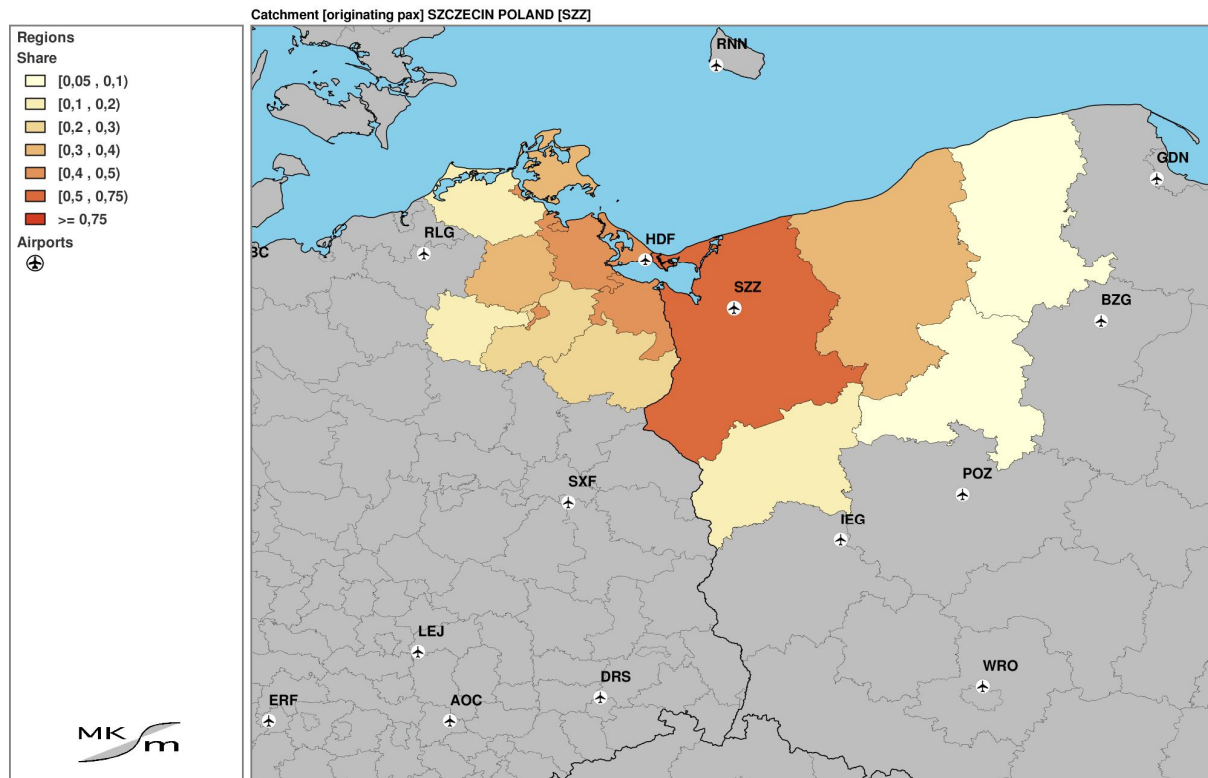 Catchment [originating pax] SZCZECIN POLAND [SZZ]
Regions
Share
[0,05 , 0,1)
[0,1 , 0,2)
[0,2 , 0,3)
[0,3 , 0,4)
[0,4 , 0,5)
[0,5 , 0,75)
>= 0,75
Airports
RNN
GDN
RLG
HDF
BC
SZZ
BZG
POZ
SXF
IEG
LEJ
WRO
DRS
ERF
AOC
MK
m